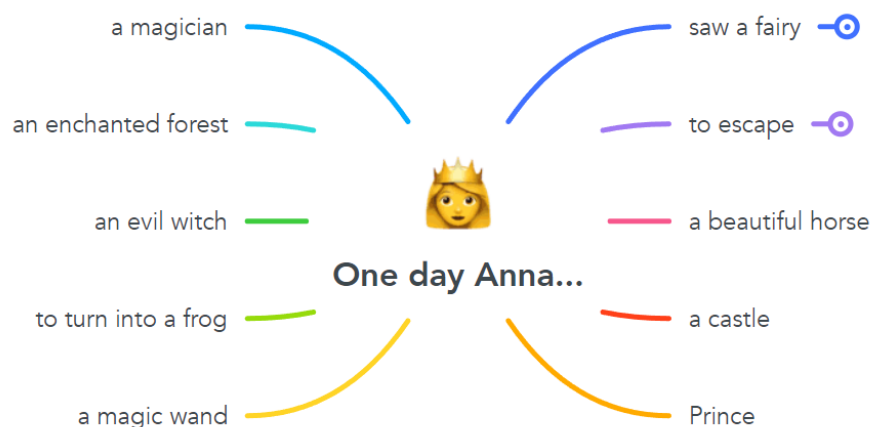 a magician
an enchanted forest
an evil witch
to turn into a frog
a magic wand
One day Anna...
saw a fairy
to escape
a beautiful horse
a castle
Prince